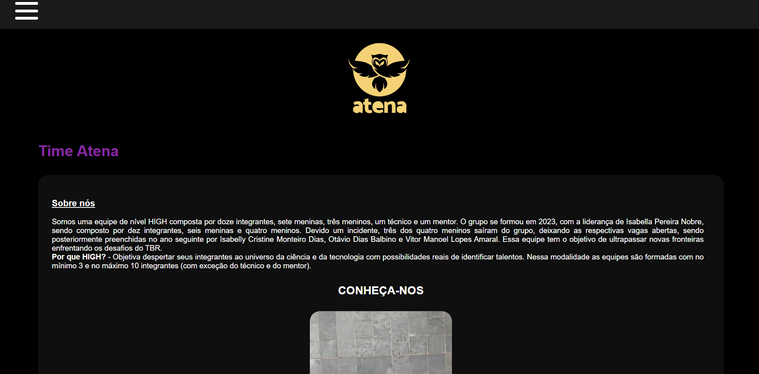 atena
Time Atena
Sobre nós
Somos uma equipe de nível HIGH composta por doze integrantes, sete meninas, três meninos, um técnico e um mentor. O grupo se formou em 2023, com a liderança de Isabella Pereira Nobre,
sendo composto por dez integrantes, seis meninas e quatro meninos. Devido um incidente, três dos quatro meninos saíram do grupo, deixando as respectivas vagas abertas, sendo
posteriormente preenchidas no ano seguinte por Isabelly Cristine Monteiro Dias, Otávio Dias Balbino e Vitor Manoel Lopes Amaral. Essa equipe tem o objetivo de ultrapassar novas fronteiras
enfrentando os desafios do TBR.
Por que HIGH? - Objetiva despertar seus integrantes ao universo da ciência e da tecnologia com possibilidades reais de identificar talentos. Nessa modalidade as equipes são formadas com no
mínimo 3 e no máximo 10 integrantes (com exceção do técnico e do mentor).
CONHEÇA-NOS